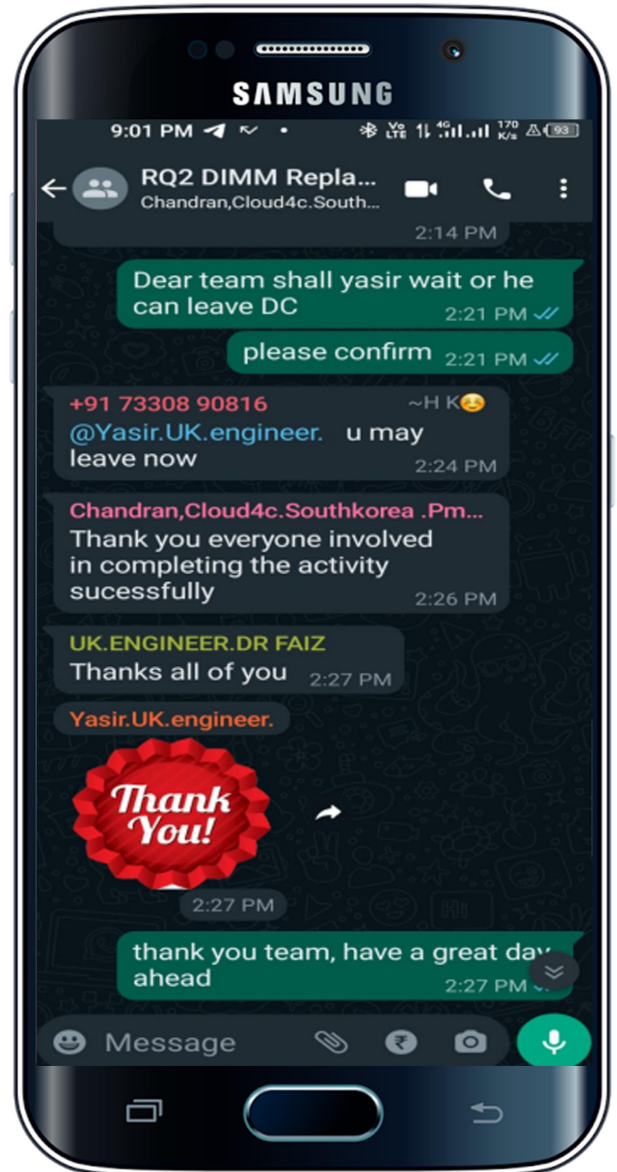 SAMSUNG
9:01 PM
Vo
LTE
4G
170
K/s
93
RQ2 DIMM Repla...
Chandran,Cloud4c.South...
2:14 PM
Dear team shall yasir wait or he
can leave DC
2:21 PM
please confirm 2:21 PM
+91 73308 90816 ~H K☺️
@Yasir.UK.engineer. u may
leave now
2:24 PM
Chandran,Cloud4c.Southkorea .Pm...
Thank you everyone involved
in completing the activity
sucessfully
2:26 PM
UK.ENGINEER.DR FAIZ
Thanks all of you 2:27 PM
Yasir.UK.engineer.
Thank
You!
2:27 PM
thank you team, have a great day
ahead
2:27 PM
Message
₹